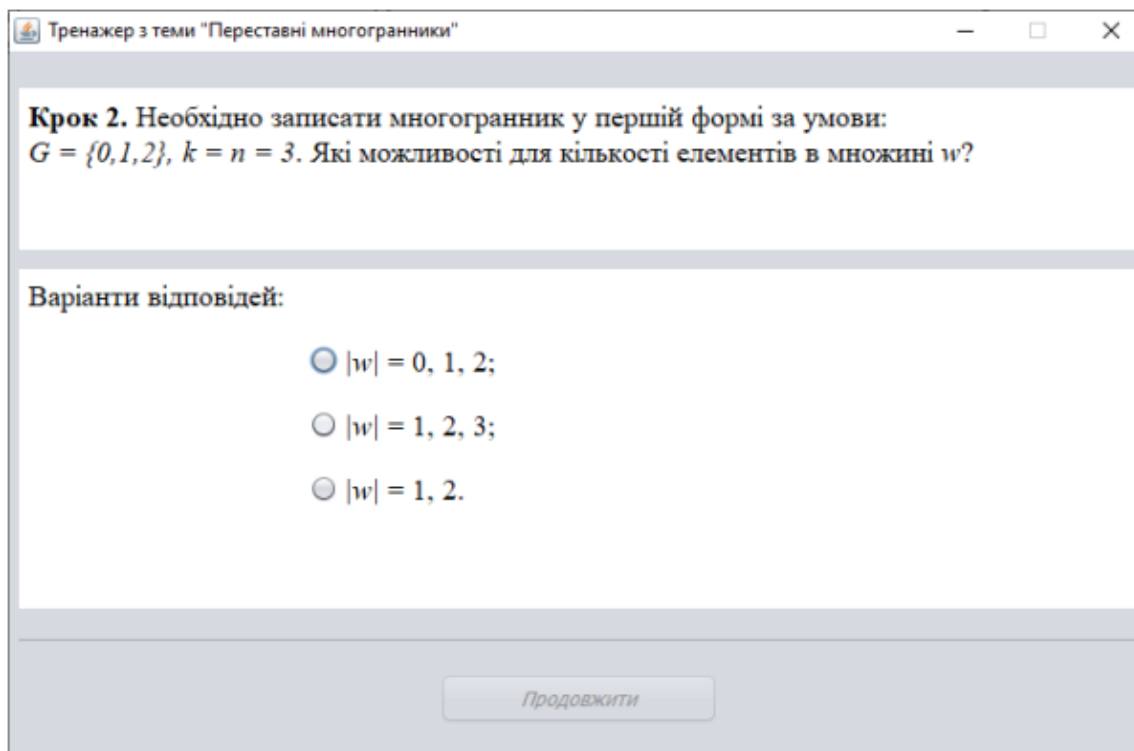 Тренажер з теми "Переставні многогранники"
Крок 2. Необхідно записати многогранник у першій формі за умови:
G = {0,1,2}, k = n = 3. Які можливості для кількості елементів в множині w?
Варіанти відповідей:
|w| = 0, 1, 2;
|w| = 1, 2, 3;
|w| = 1, 2.
Продовжити